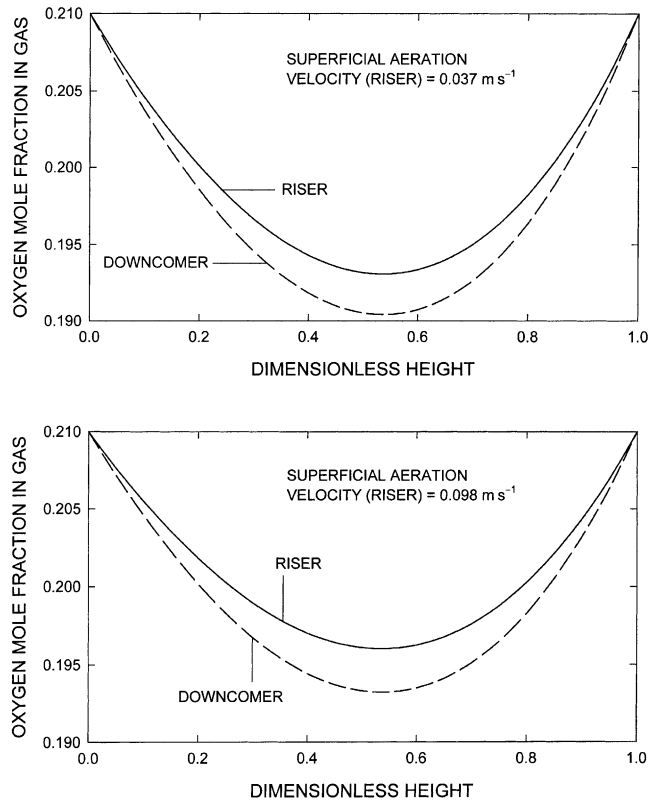 OXYGEN MOLE FRACTION IN GAS
0.210
0.205
0.200
0.195
0.190
SUPERFICIAL AERATION
VELOCITY (RISER) = 0.037 m s⁻¹
RISER
DOWNCOMER
0.0 0.2 0.4 0.6 0.8 1.0
DIMENSIONLESS HEIGHT
OXYGEN MOLE FRACTION IN GAS
0.210
0.205
0.200
0.195
0.190
SUPERFICIAL AERATION
VELOCITY (RISER) = 0.098 m s⁻¹
RISER
DOWNCOMER
0.0 0.2 0.4 0.6 0.8 1.0
DIMENSIONLESS HEIGHT